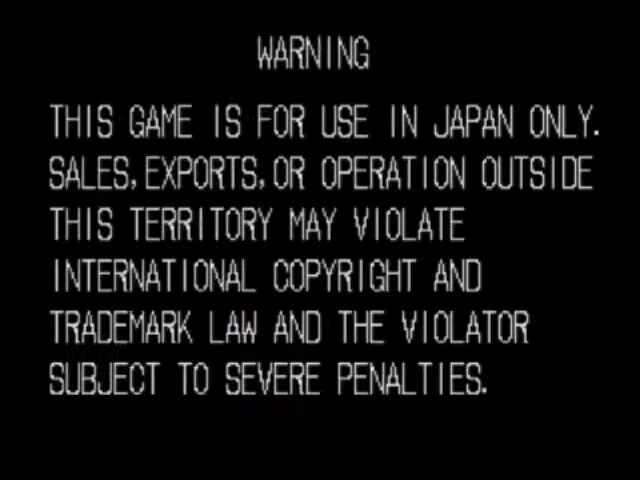 WARNING
THIS GAME IS FOR USE IN JAPAN ONLY.
SALES,EXPORTS,OR OPERATION OUTSIDE
THIS TERRITORY MAY VIOLATE
INTERNATIONAL COPYRIGHT AND
TRADEMARK LAW AND THE VIOLATOR
SUBJECT TO SEVERE PENALTIES.